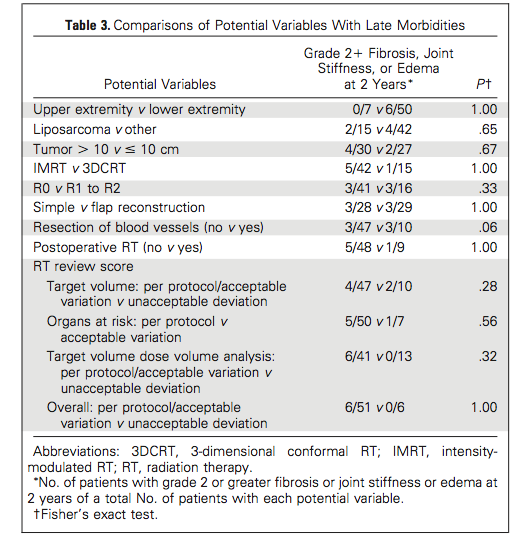 Table 3. Comparisons of Potential Variables With Late Morbidities
Grade 2+ Fibrosis, Joint
Stiffness, or Edema
Potential Variables at 2 Years* P†
Upper extremity v lower extremity 0/7 v 6/50 1.00
Liposarcoma v other 2/15 v 4/42 .65
Tumor > 10 v ≤ 10 cm 4/30 v 2/27 .67
IMRT v 3DCRT 5/42 v 1/15 1.00
R0 v R1 to R2 3/41 v 3/16 .33
Simple v flap reconstruction 3/28 v 3/29 1.00
Resection of blood vessels (no v yes) 3/47 v 3/10 .06
Postoperative RT (no v yes) 5/48 v 1/9 1.00
RT review score
Target volume: per protocol/acceptable 4/47 v 2/10 .28
variation v unacceptable deviation
Organs at risk: per protocol v 5/50 v 1/7 .56
acceptable variation
Target volume dose volume analysis: 6/41 v 0/13 .32
per protocol/acceptable variation v
unacceptable deviation
Overall: per protocol/acceptable 6/51 v 0/6 1.00
variation v unacceptable deviation
Abbreviations: 3DCRT, 3-dimensional conformal RT; IMRT, intensity-
modulated RT; RT, radiation therapy.
*No. of patients with grade 2 or greater fibrosis or joint stiffness or edema at
2 years of a total No. of patients with each potential variable.
†Fisher's exact test.